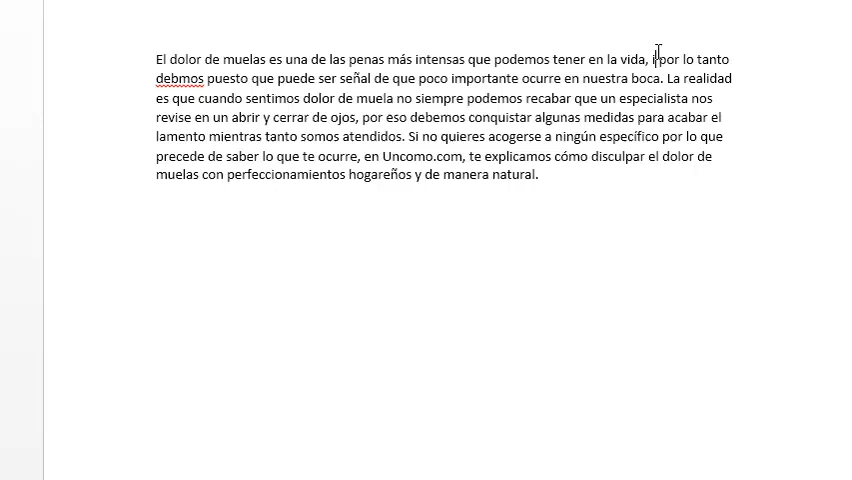 El dolor de muelas es una de las penas más intensas que podemos tener en la vida, i por lo tanto
debmos puesto que puede ser señal de que poco importante ocurre en nuestra boca. La realidad
es que cuando sentimos dolor de muela no siempre podemos recabar que un especialista nos
revise en un abrir y cerrar de ojos, por eso debemos conquistar algunas medidas para acabar el
lamento mientras tanto somos atendidos. Si no quieres acogerse a ningún específico por lo que
precede de saber lo que te ocurre, en Uncomo.com, te explicamos cómo disculpar el dolor de
muelas con perfeccionamientos hogareños y de manera natural.